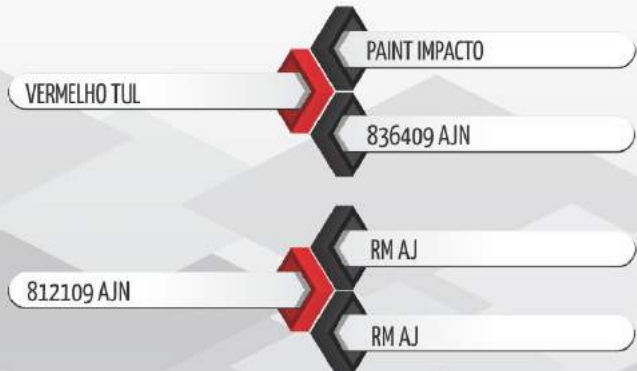 PAINT IMPACTO
VERMELHO TUL
836409 AJN
RM AJ
812109 AJN
RM AJ